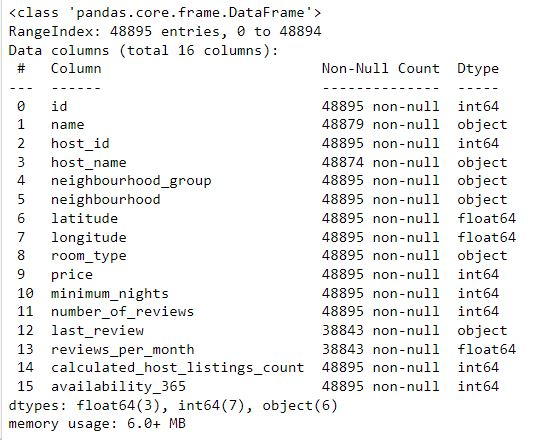 <class 'pandas.core.frame.DataFrame'>
RangeIndex: 48895 entries, 0 to 48894
Data columns (total 16 columns):
 #   Column                          Non-Null Count  Dtype
---  ------                          --------------  -----
 0   id                              48895 non-null  int64
 1   name                            48879 non-null  object
 2   host_id                         48895 non-null  int64
 3   host_name                       48874 non-null  object
 4   neighbourhood_group             48895 non-null  object
 5   neighbourhood                   48895 non-null  object
 6   latitude                        48895 non-null  float64
 7   longitude                       48895 non-null  float64
 8   room_type                       48895 non-null  object
 9   price                           48895 non-null  int64
 10  minimum_nights                  48895 non-null  int64
 11  number_of_reviews               48895 non-null  int64
 12  last_review                     38843 non-null  object
 13  reviews_per_month               38843 non-null  float64
 14  calculated_host_listings_count  48895 non-null  int64
 15  availability_365                48895 non-null  int64
dtypes: float64(3), int64(7), object(6)
memory usage: 6.0+ MB